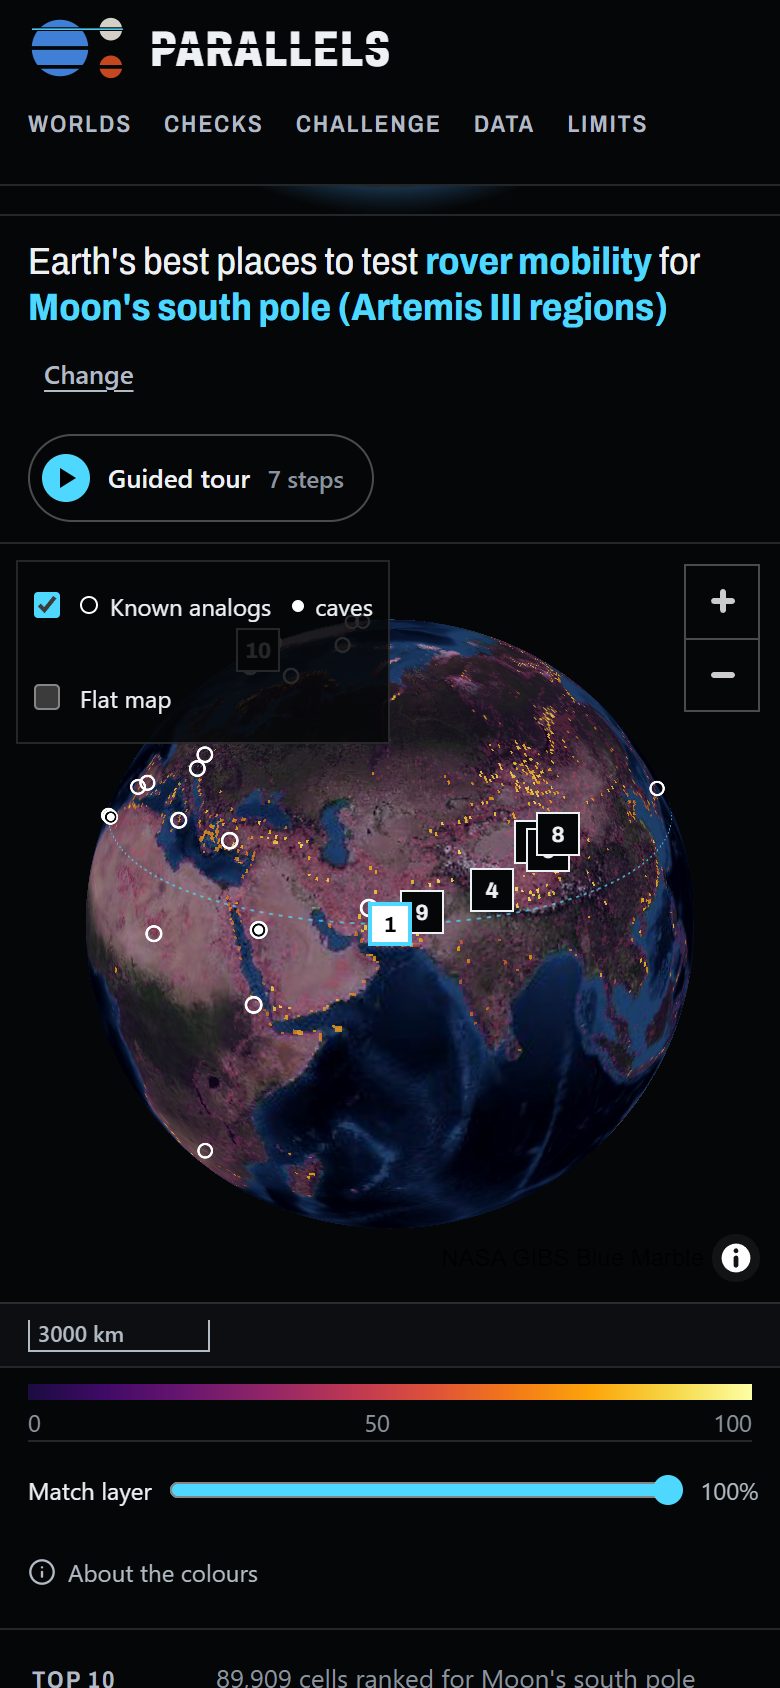 PARALLELS
WORLDS CHECKS CHALLENGE DATA LIMITS
Earth's best places to test rover mobility for
Moon's south pole (Artemis III regions)
Change
Guided tour 7 steps
Known analogs caves
10
Flat map
8
4
9
1
NASA GIBS Blue Marble
3000 km
0 50 100
Match layer 100%
About the colours
TOP 10 89,909 cells ranked for Moon's south pole